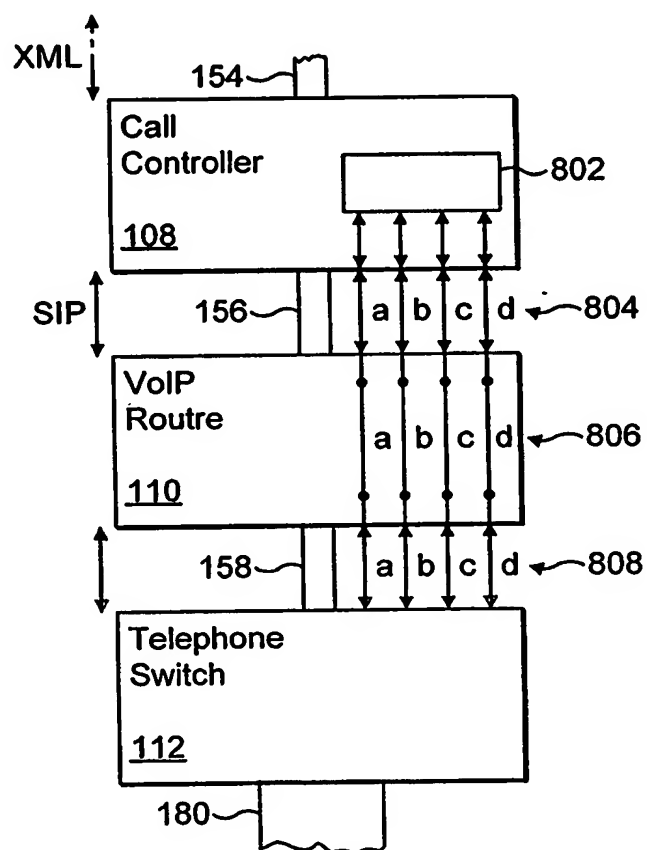 XML
154
Call
Controller
802
108
SIP
156
a b c d
804
VoIP
Routre
a b c d
806
110
158
a b c d
808
Telephone
Switch
112
180